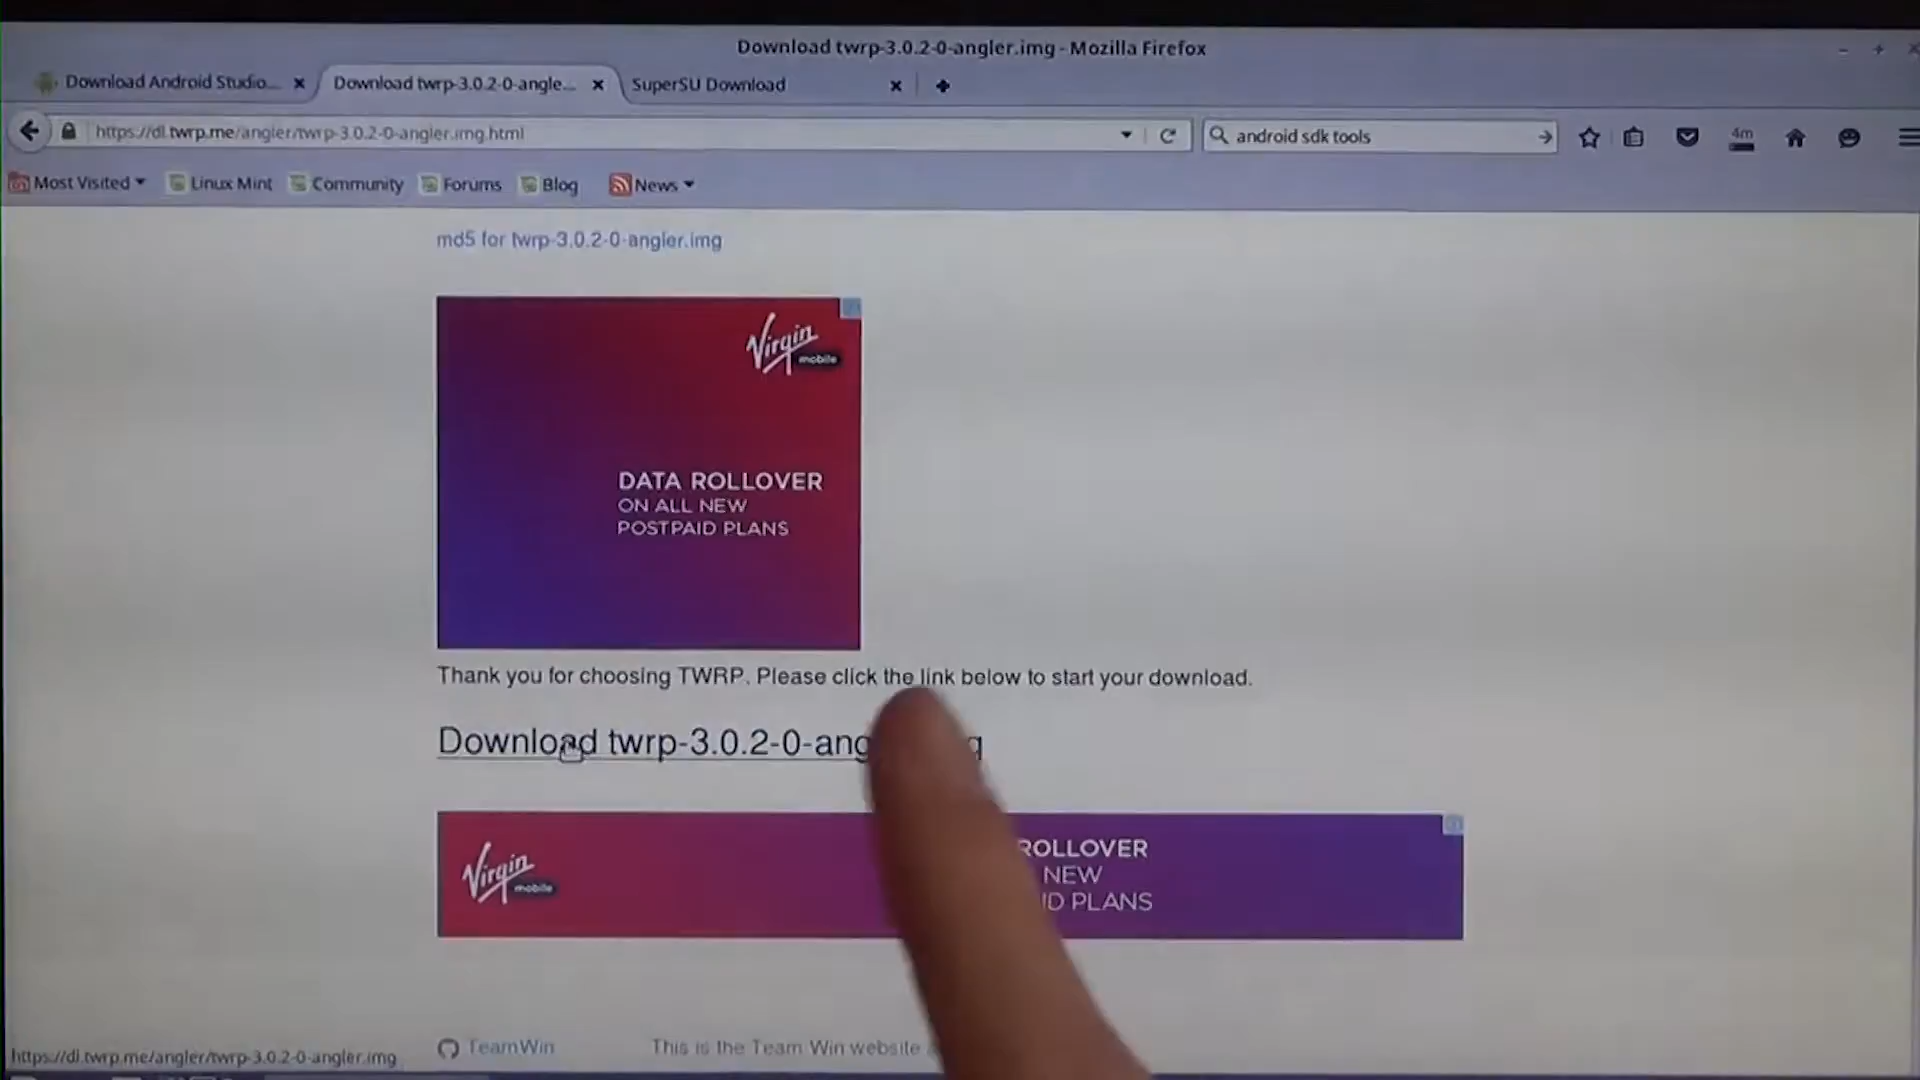 Download twrp-3.0.2-0-angler.img - Mozilla Firefox
Download Android Studio...
Download twrp-3.0.2-0-angle...
SuperSU Download
https://dl.twrp.me/angler/twrp-3.0.2-0-angler.img.html
android sdk tools
4m
Most Visited
Linux Mint
Community
Forums
Blog
News
md5 for twrp-3.0.2-0-angler.img
Virgin
mobile
DATA ROLLOVER
ON ALL NEW
POSTPAID PLANS
Thank you for choosing TWRP. Please click the link below to start your download.
Download twrp-3.0.2-0-ang
Virgin
mobile
ROLLOVER
NEW
ID PLANS
TeamWin
This is the Team Win website
https://dl.twrp.me/angler/twrp-3.0.2-0-angler.img